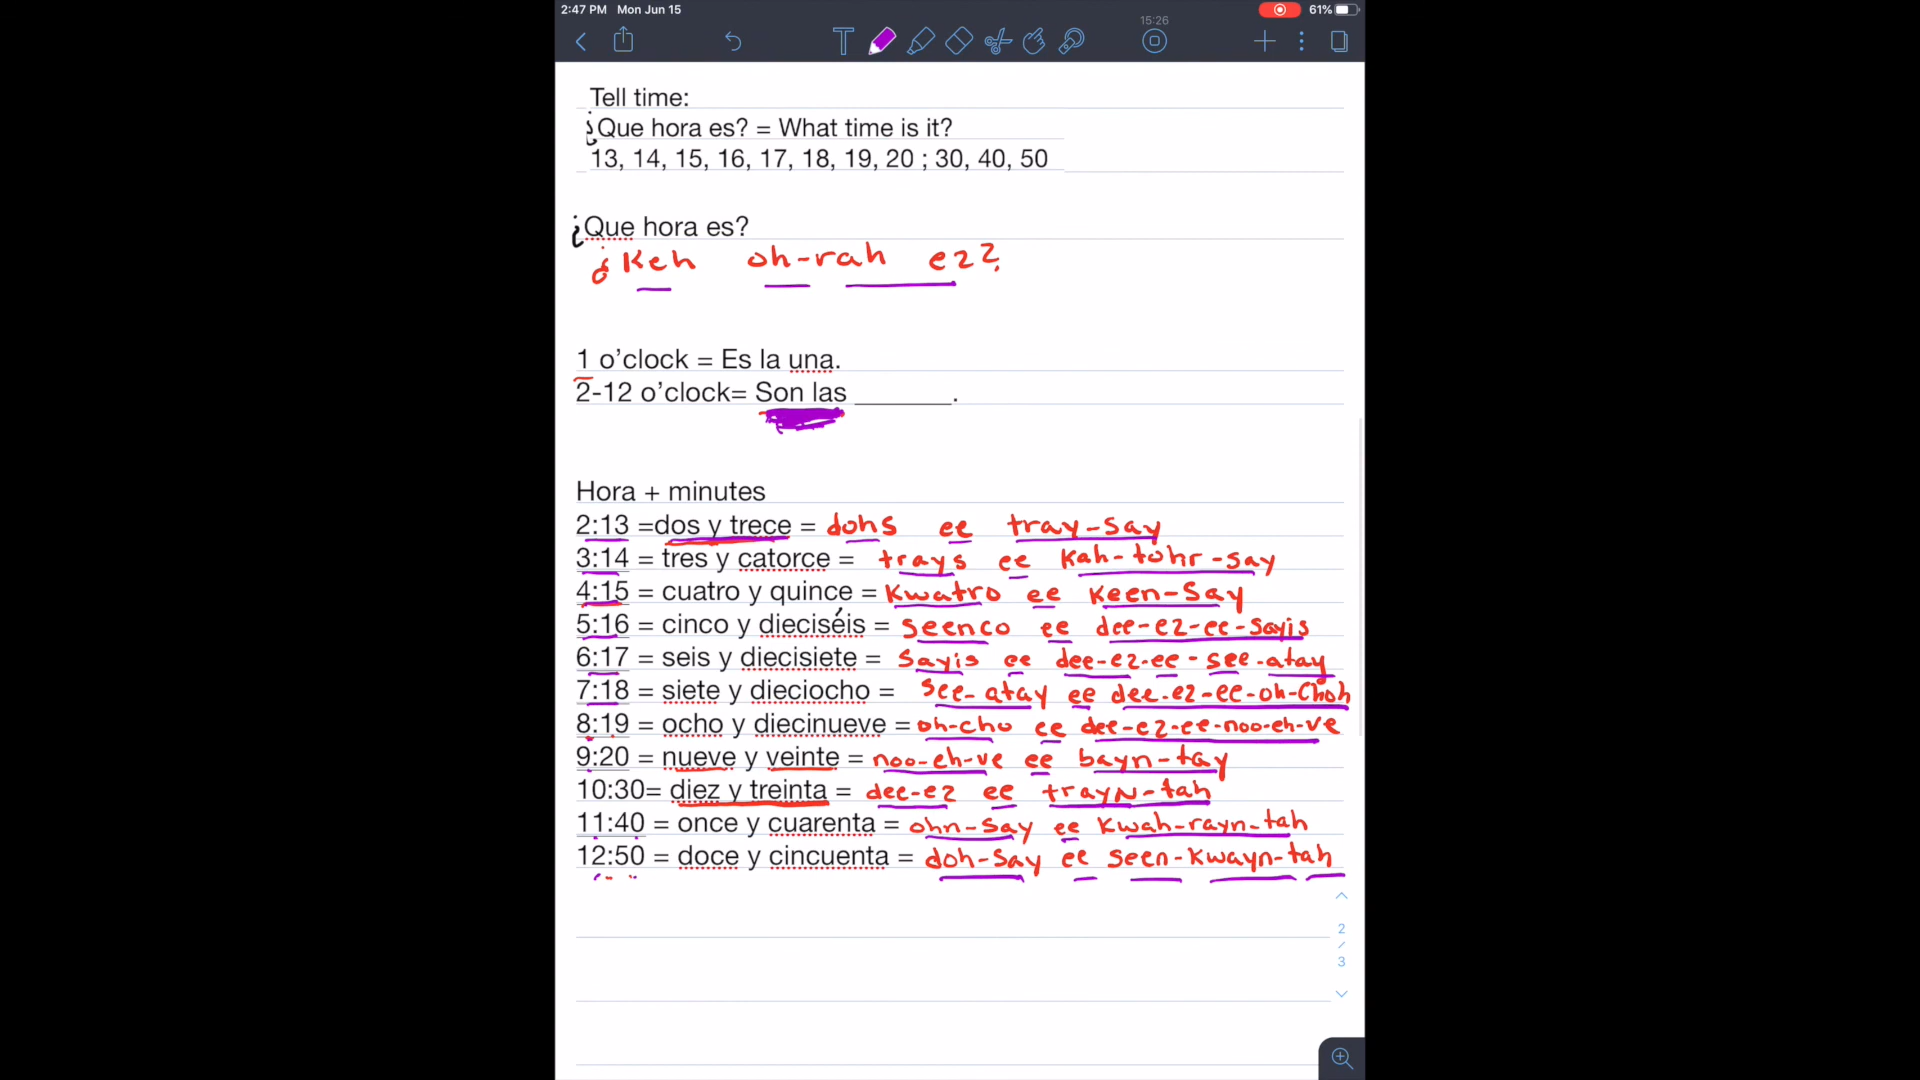 2:47 PM Mon Jun 15 61%
15:26
Tell time:
¿Que hora es? = What time is it?
13, 14, 15, 16, 17, 18, 19, 20 ; 30, 40, 50
¿Que hora es?
¿Keh oh-rah ez?
1 o'clock = Es la una.
2-12 o'clock= Son las _______.
Hora + minutes
2:13 =dos y trece = dohs ee tray-say
3:14 = tres y catorce = trays ee kah-tohr-say
4:15 = cuatro y quince = kwatro ee keen-say
5:16 = cinco y dieciséis = seenco ee dee-ez-ee-sayis
6:17 = seis y diecisiete = sayis ee dee-ez-ee-see-atay
7:18 = siete y dieciocho = see-atay ee dee-ez-ee-oh-choh
8:19 = ocho y diecinueve = oh-cho ee dee-ez-ee-noo-eh-ve
9:20 = nueve y veinte = noo-eh-ve ee bayn-tay
10:30= diez y treinta = dee-ez ee trayn-tah
11:40 = once y cuarenta = ohn-say ee kwah-rayn-tah
12:50 = doce y cincuenta = doh-say ee seen-kwayn-tah
2
/
3